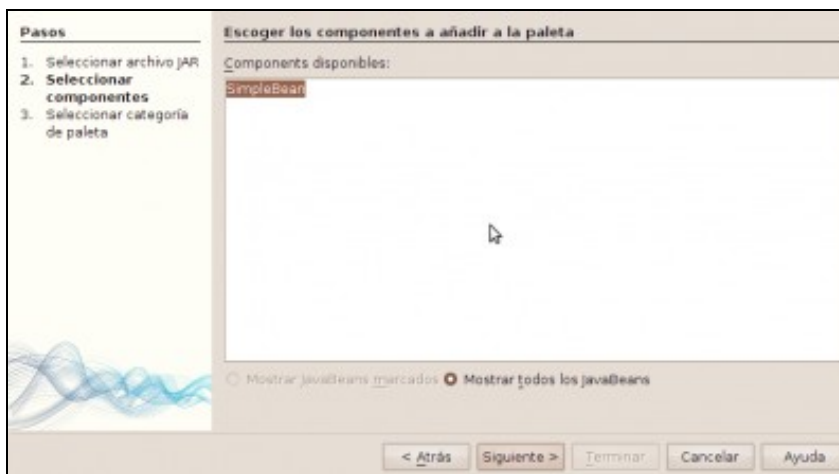 Pasos
1. Seleccionar archivo JAR
2. Seleccionar
componentes
3. Seleccionar categoría
de paleta
Escoger los componentes a añadir a la paleta
Components disponibles:
SimpleBean
Mostrar JavaBeans marcados
Mostrar todos los JavaBeans
< Atrás
Siguiente >
Terminar
Cancelar
Ayuda